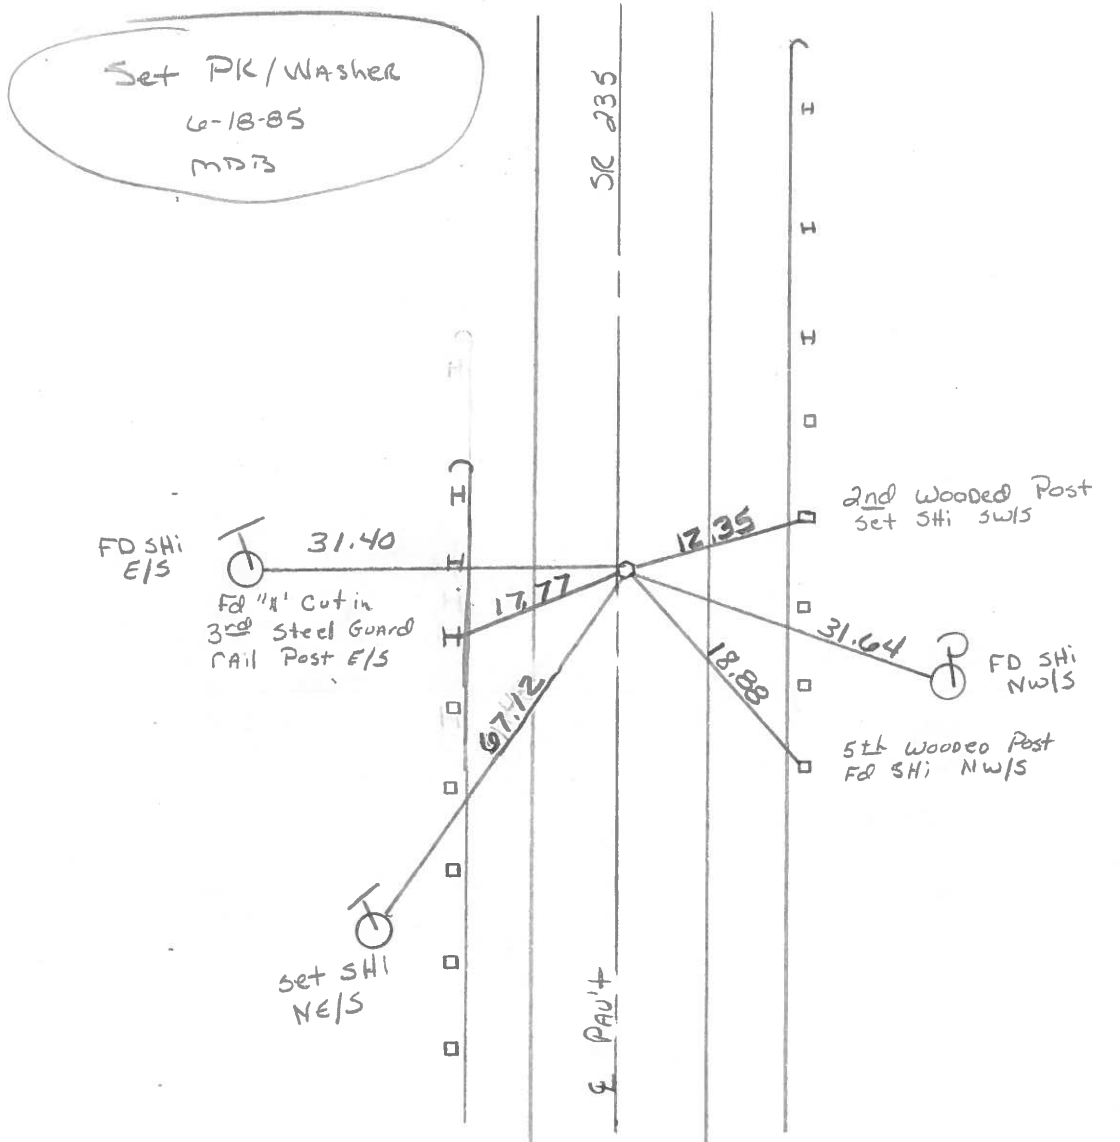 Set PK/WASHER
6-18-85
MDB
SR 235
2nd WOODED Post
Set SHi SW/S
12.35
FD SHi
E/S
31.40
Fd "X" Cut in
3rd Steel GUARD
rAil Post E/S
17.77
31.64
FD SHi
NW/S
18.88
67.12
5th WOODED Post
Fd SHi NW/S
set SHI
NE/S
℄ PAV't